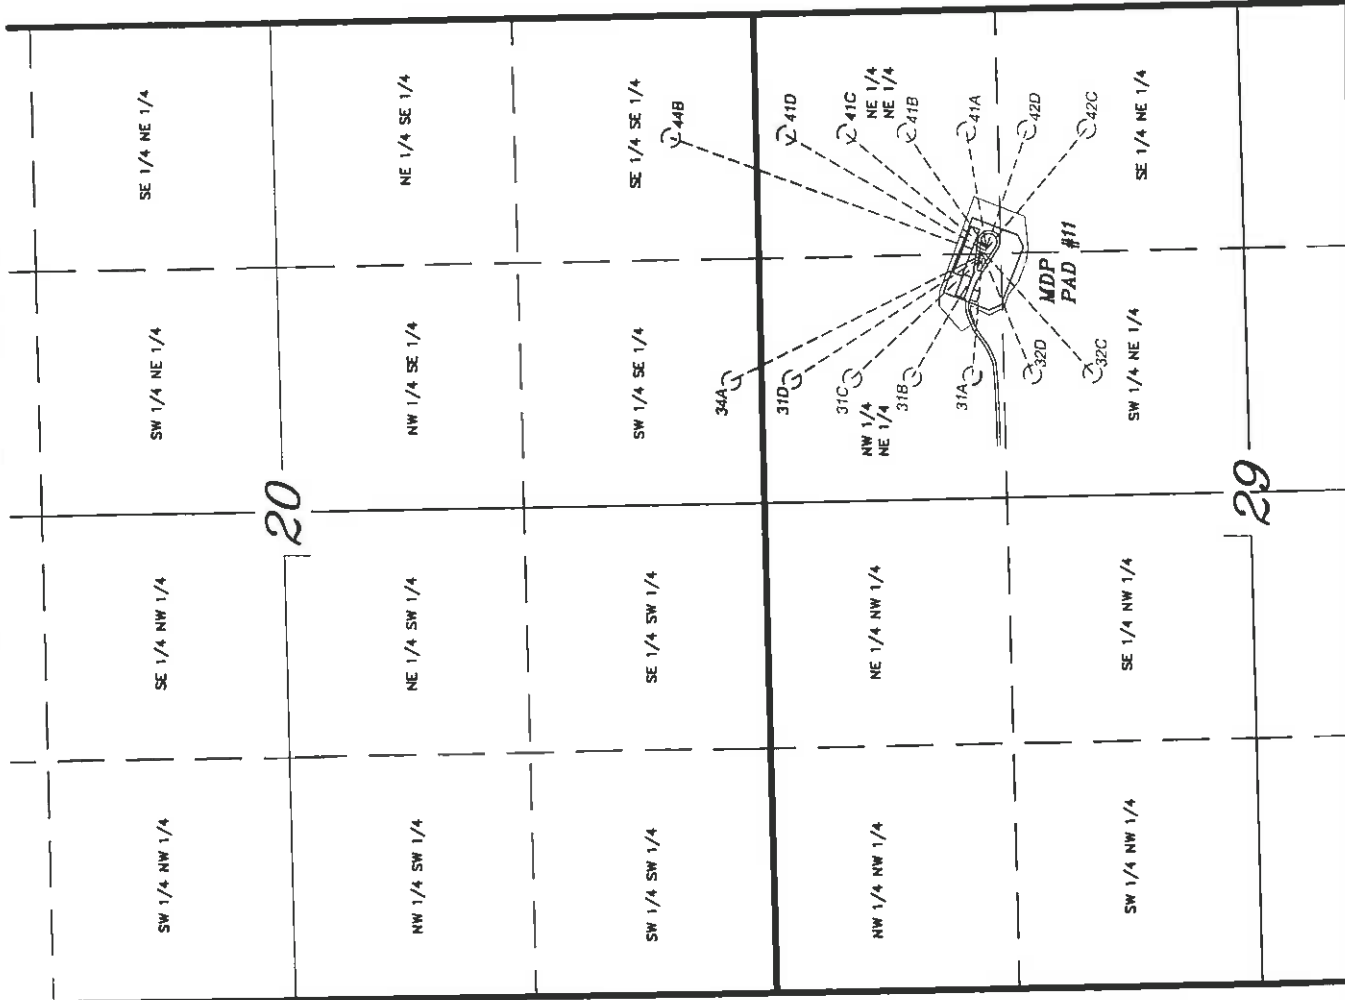 SE 1/4 NE 1/4
NE 1/4 SE 1/4
SE 1/4 SE 1/4
44B
41D
41C
NE 1/4
NE 1/4
41B
41A
42D
42C
SE 1/4 NE 1/4
MDP
PAD #11
SW 1/4 NE 1/4
NW 1/4 SE 1/4
SW 1/4 SE 1/4
34A
31D
31C
NW 1/4
NE 1/4
31B
31A
32D
32C
SW 1/4 NE 1/4
20
29
SE 1/4 NW 1/4
NE 1/4 SW 1/4
SE 1/4 SW 1/4
NE 1/4 NW 1/4
SE 1/4 NW 1/4
SW 1/4 NW 1/4
NW 1/4 SW 1/4
SW 1/4 SW 1/4
NW 1/4 NW 1/4
SW 1/4 NW 1/4